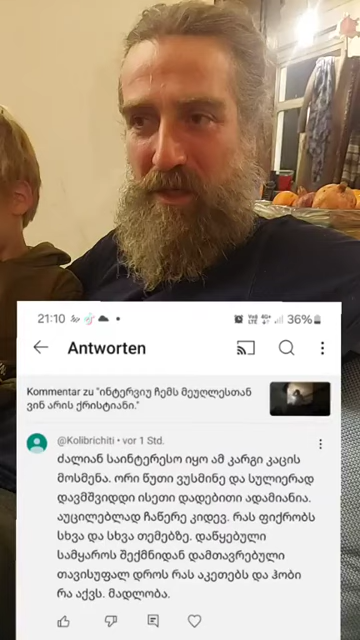 21:10
36%
Antworten
Kommentar zu "ინტერვიუ ჩემს მეუღლესთან
ვინ არის ქრისტიანი."
@Kolibrichiti • vor 1 Std.
ძალიან საინტერესო იყო ამ კარგი კაცის
მოსმენა. ორი წუთი ვუსმინე და სულიერად
დავმშვიდდი ისეთი დადებითი ადამიანია.
აუცილებლად ჩაწერე კიდევ. რას ფიქრობს
სხვა და სხვა თემებზე. დაწყებული
სამყაროს შექმნიდან დამთავრებული
თავისუფალ დროს რას აკეთებს და ჰობი
რა აქვს. მადლობა.